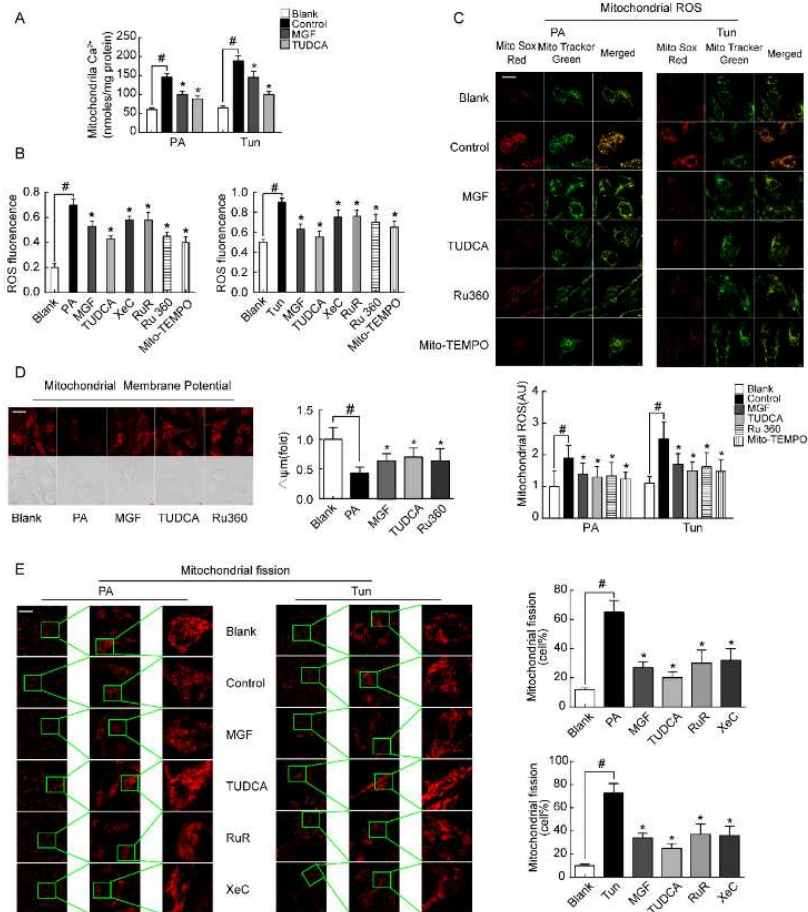 A
Blank
Control
MGF
TUDCA
Mitochondrila Ca²⁺
(nmoles/mg protein)
250
200
150
100
50
0
#
*
*
#
*
*
PA
Tun
B
ROS fluorescence
0.8
0.6
0.4
0.2
0.0
#
*
*
*
*
*
*
Blank
PA
MGF
TUDCA
XeC
RuR
Ru 360
Mito-TEMPO
ROS fluorescence
1.0
0.8
0.6
0.4
0.2
0.0
#
*
*
*
*
*
*
Blank
Tun
MGF
TUDCA
XeC
RuR
Ru 360
Mito-TEMPO
C
Mitochondrial ROS
PA
Tun
Mito Sox Red
Mito Tracker Green
Merged
Mito Sox Red
Mito Tracker Green
Merged
Blank
Control
MGF
TUDCA
Ru360
Mito-TEMPO
Blank
Control
MGF
TUDCA
Ru 360
Mito-TEMPO
Mitochondrial ROS(AU)
4
3
2
1
0
#
*
*
*
*
*
#
*
*
*
*
*
PA
Tun
D
Mitochondrial Membrane Potential
Blank
PA
MGF
TUDCA
Ru360
△ψm(fold)
1.5
1.0
0.5
0.0
#
*
*
*
Blank
PA
MGF
TUDCA
Ru360
E
Mitochondrial fission
PA
Tun
Blank
Control
MGF
TUDCA
RuR
XeC
Mitochondrial fission
(cell%)
80
60
40
20
0
#
*
*
*
*
Blank
PA
MGF
TUDCA
RuR
XeC
Mitochondrial fission
(cell%)
100
80
60
40
20
0
#
*
*
*
*
Blank
Tun
MGF
TUDCA
RuR
XeC